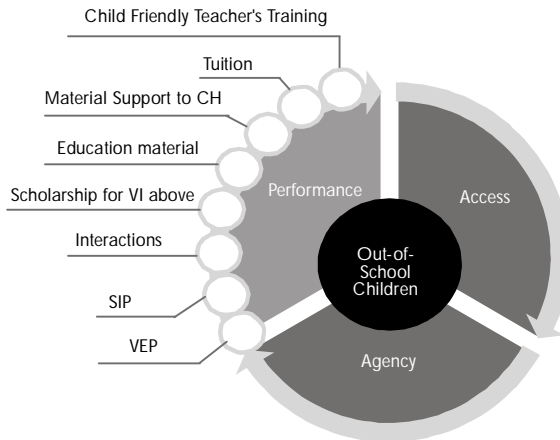 Child Friendly Teacher's Training
Tuition
Material Support to CH
Education material
Scholarship for VI above
Interactions
SIP
VEP
Performance
Access
Out-of-
School
Children
Agency